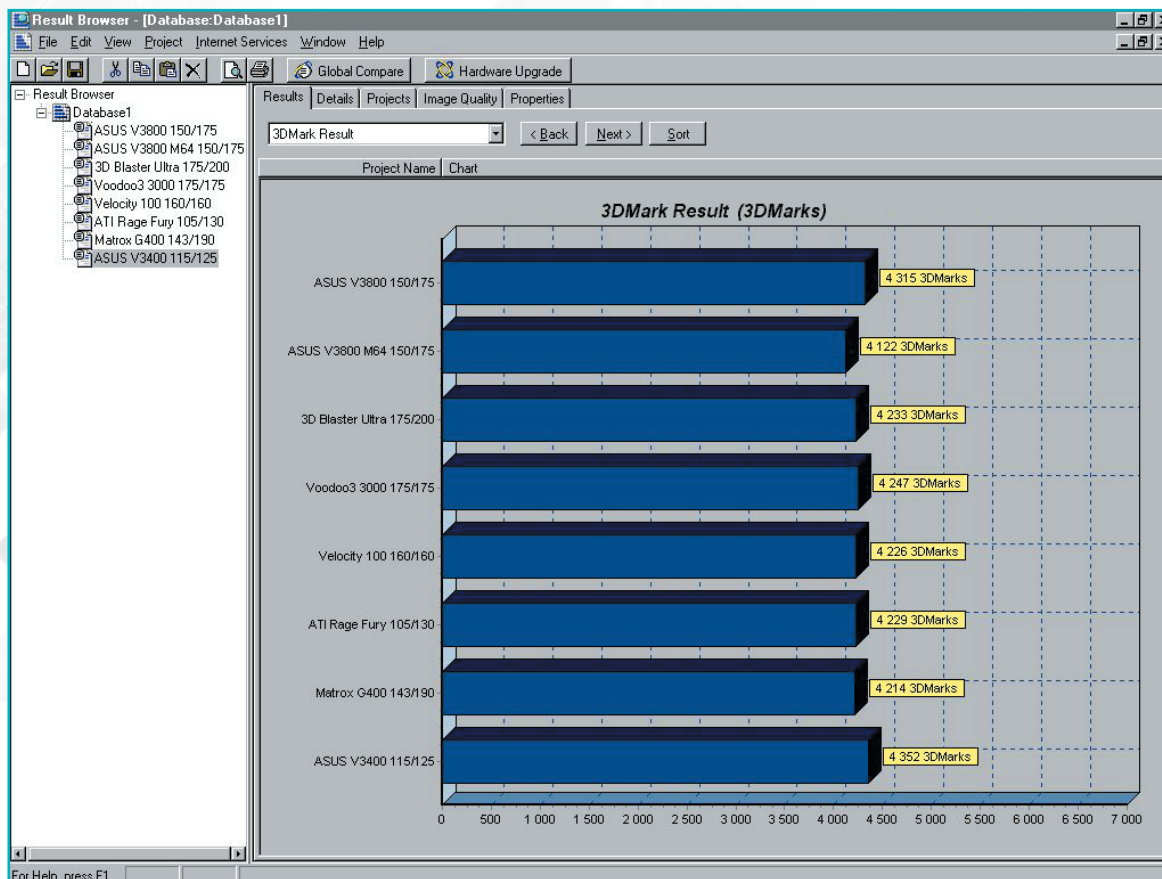 Result Browser - [Database:Database1]
File Edit View Project Internet Services Window Help
Global Compare Hardware Upgrade
Result Browser
Database1
ASUS V3800 150/175
ASUS V3800 M64 150/175
3D Blaster Ultra 175/200
Voodoo3 3000 175/175
Velocity 100 160/160
ATI Rage Fury 105/130
Matrox G400 143/190
ASUS V3400 115/125
Results Details Projects Image Quality Properties
3DMark Result < Back Next > Sort
Project Name Chart
3DMark Result (3DMarks)
ASUS V3800 150/175 4 315 3DMarks
ASUS V3800 M64 150/175 4 122 3DMarks
3D Blaster Ultra 175/200 4 233 3DMarks
Voodoo3 3000 175/175 4 247 3DMarks
Velocity 100 160/160 4 226 3DMarks
ATI Rage Fury 105/130 4 229 3DMarks
Matrox G400 143/190 4 214 3DMarks
ASUS V3400 115/125 4 352 3DMarks
0 500 1 000 1 500 2 000 2 500 3 000 3 500 4 000 4 500 5 000 5 500 6 000 6 500 7 000
For Help, press F1